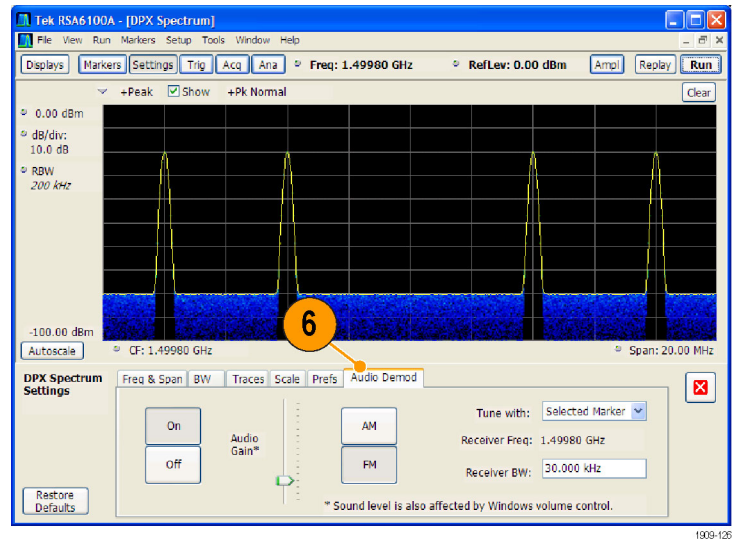 Tek RSA6100A - [DPX Spectrum]
File View Run Markers Setup Tools Window Help
Displays Markers Settings Trig Acq Ana Freq: 1.49980 GHz RefLev: 0.00 dBm Ampl Replay Run
+Peak Show +Pk Normal Clear
0.00 dBm
dB/div:
10.0 dB
RBW
200 kHz
6
-100.00 dBm
Autoscale CF: 1.49980 GHz Span: 20.00 MHz
DPX Spectrum
Settings
Freq & Span BW Traces Scale Prefs Audio Demod
On
Off
Audio
Gain*
AM
FM
Tune with: Selected Marker
Receiver Freq: 1.49980 GHz
Receiver BW: 30.000 kHz
* Sound level is also affected by Windows volume control.
Restore
Defaults
1909-126